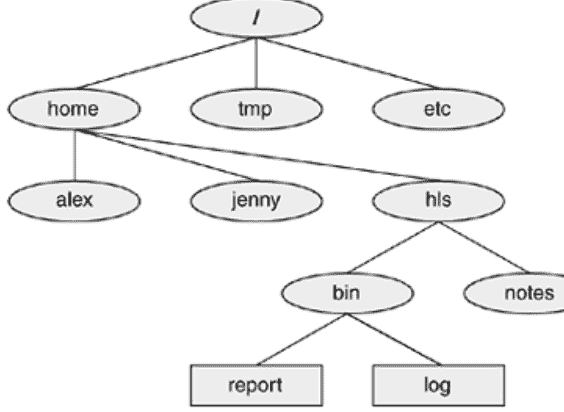 /
home tmp etc
alex jenny hls
bin notes
report log